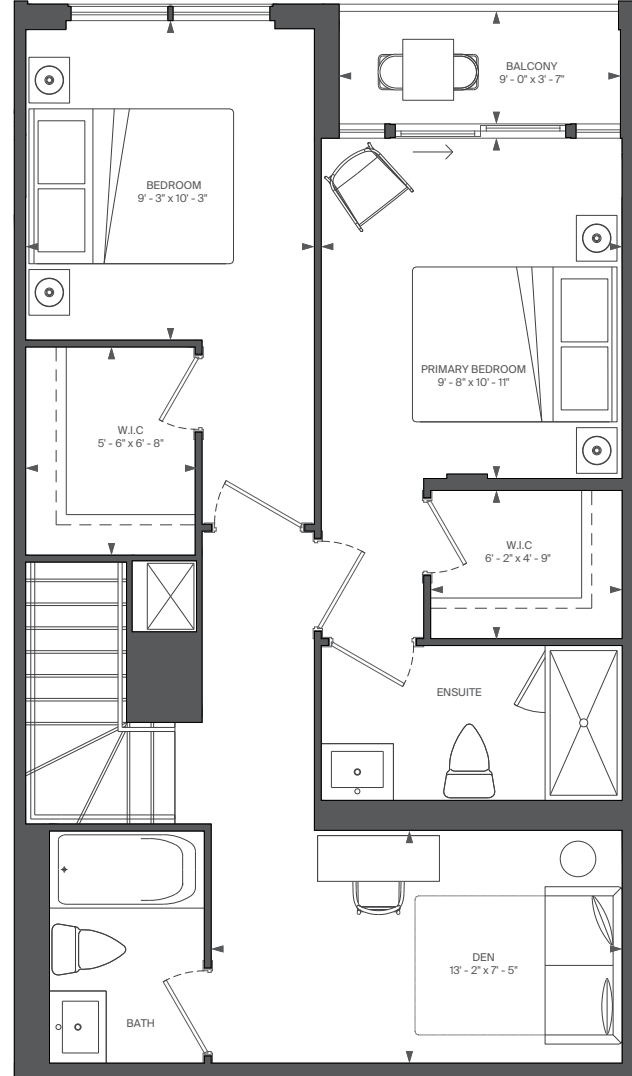 BALCONY
9' - 0" x 3' - 7"
BEDROOM
9' - 3" x 10' - 3"
PRIMARY BEDROOM
9' - 8" x 10' - 11"
W.I.C
5' - 6" x 6' - 8"
W.I.C
6' - 2" x 4' - 9"
ENSUITE
DEN
13' - 2" x 7' - 5"
BATH